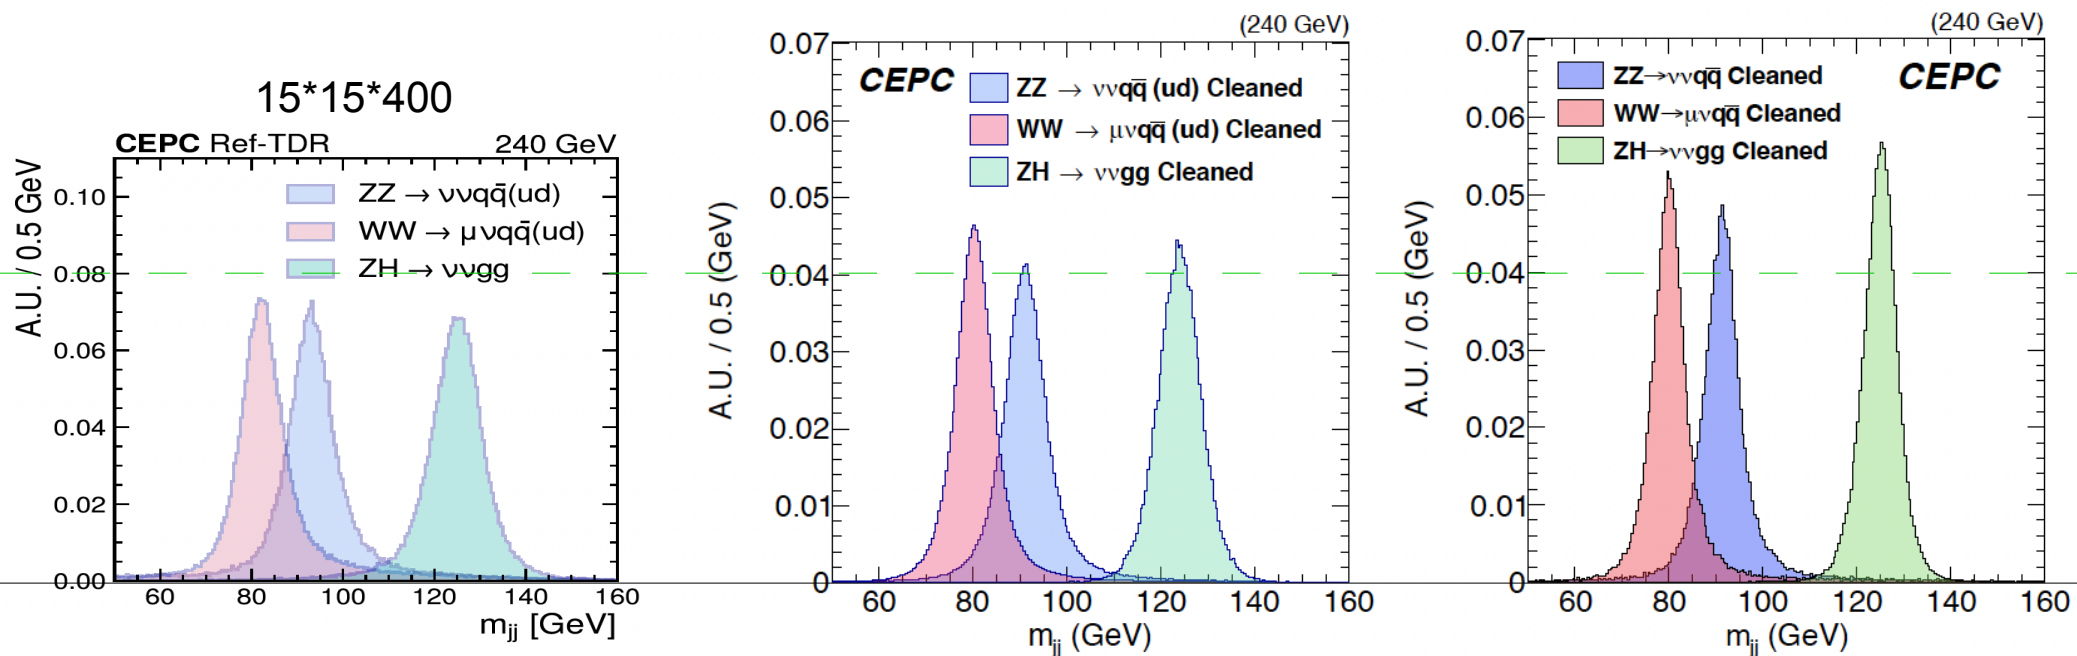 15*15*400
CEPC Ref-TDR 240 GeV
A.U. / 0.5 GeV
ZZ → ννqq̄(ud)
WW → μνqq̄(ud)
ZH → ννgg
0.10
0.08
0.06
0.04
0.02
0.00
60 80 100 120 140 160
mjj [GeV]
(240 GeV)
CEPC
ZZ → ννqq̄ (ud) Cleaned
WW → μνqq̄ (ud) Cleaned
ZH → ννgg Cleaned
A.U. / 0.5 (GeV)
0.07
0.06
0.05
0.04
0.03
0.02
0.01
0
60 80 100 120 140 160
mjj (GeV)
(240 GeV)
CEPC
ZZ→ννqq̄ Cleaned
WW→μνqq̄ Cleaned
ZH→ννgg Cleaned
A.U. / 0.5 (GeV)
0.07
0.06
0.05
0.04
0.03
0.02
0.01
0
60 80 100 120 140 160
mjj (GeV)